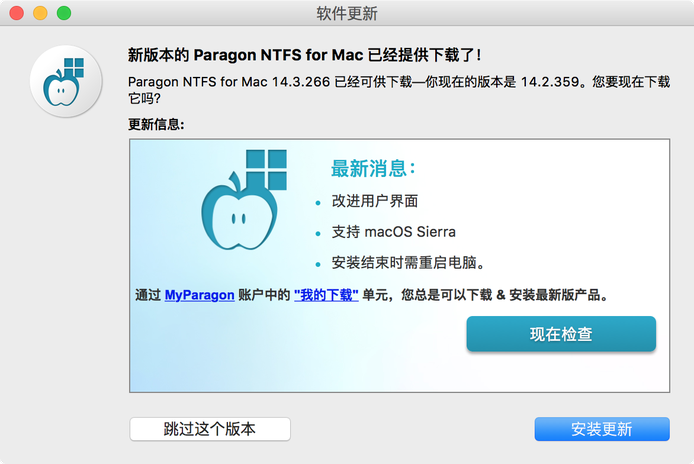 软件更新
新版本的 Paragon NTFS for Mac 已经提供下载了!
Paragon NTFS for Mac 14.3.266 已经可供下载—你现在的版本是 14.2.359。您要现在下载
它吗?
更新信息:
最新消息:
• 改进用户界面
• 支持 macOS Sierra
• 安装结束时需重启电脑。
通过 MyParagon 账户中的 "我的下载" 单元，您总是可以下载 & 安装最新版产品。
现在检查
跳过这个版本
安装更新